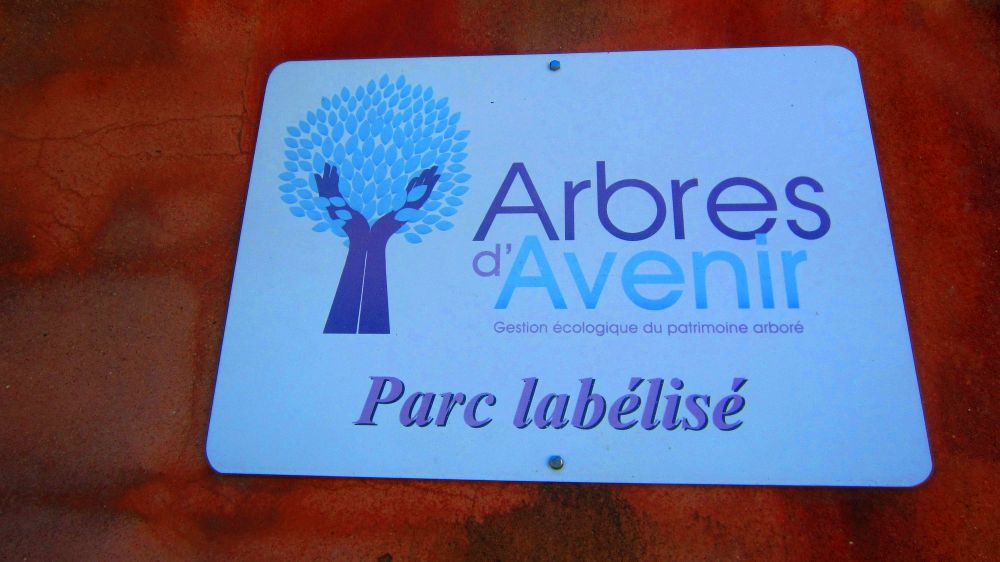 Arbres
d'Avenir
Gestion écologique du patrimoine arboré
Parc labélisé